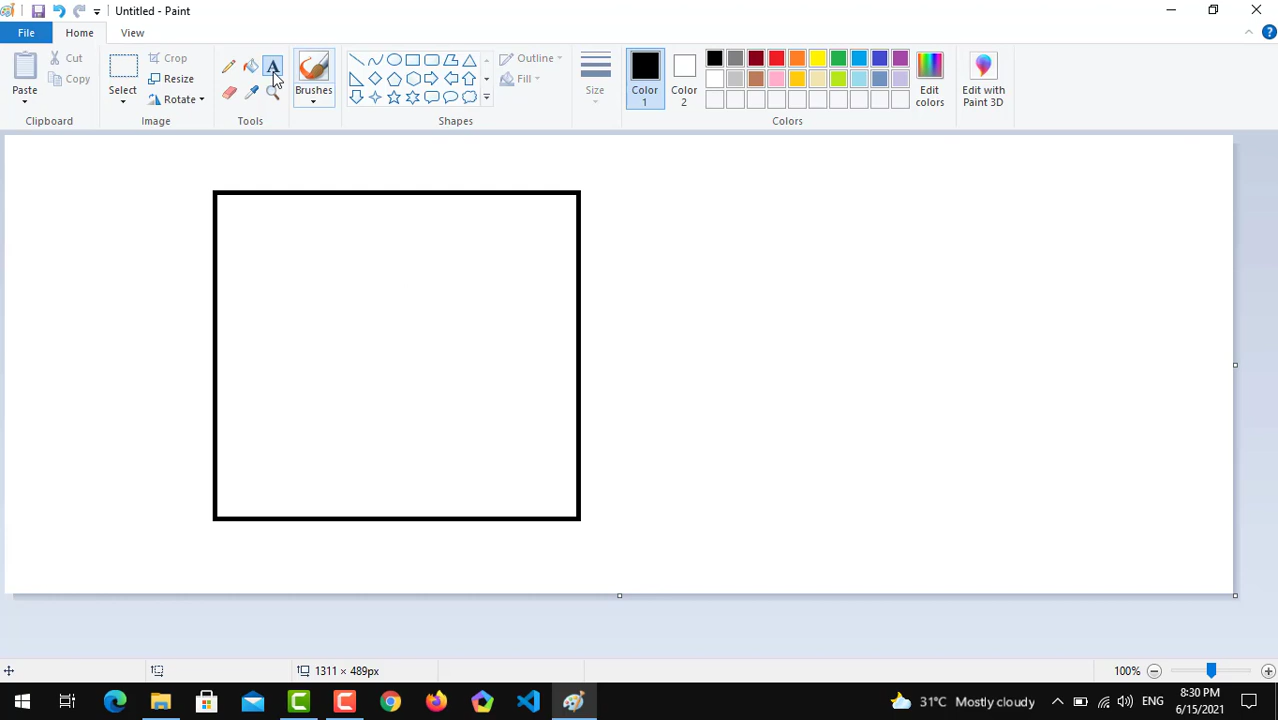 Untitled - Paint
File Home View
Paste Cut Copy Clipboard
Select Crop Resize Rotate Image
A Tools
Brushes
Shapes Outline Fill
Size
Color 1 Color 2 Edit colors Colors
Edit with Paint 3D
1311 × 489px 100%
31°C Mostly cloudy ENG 8:30 PM 6/15/2021